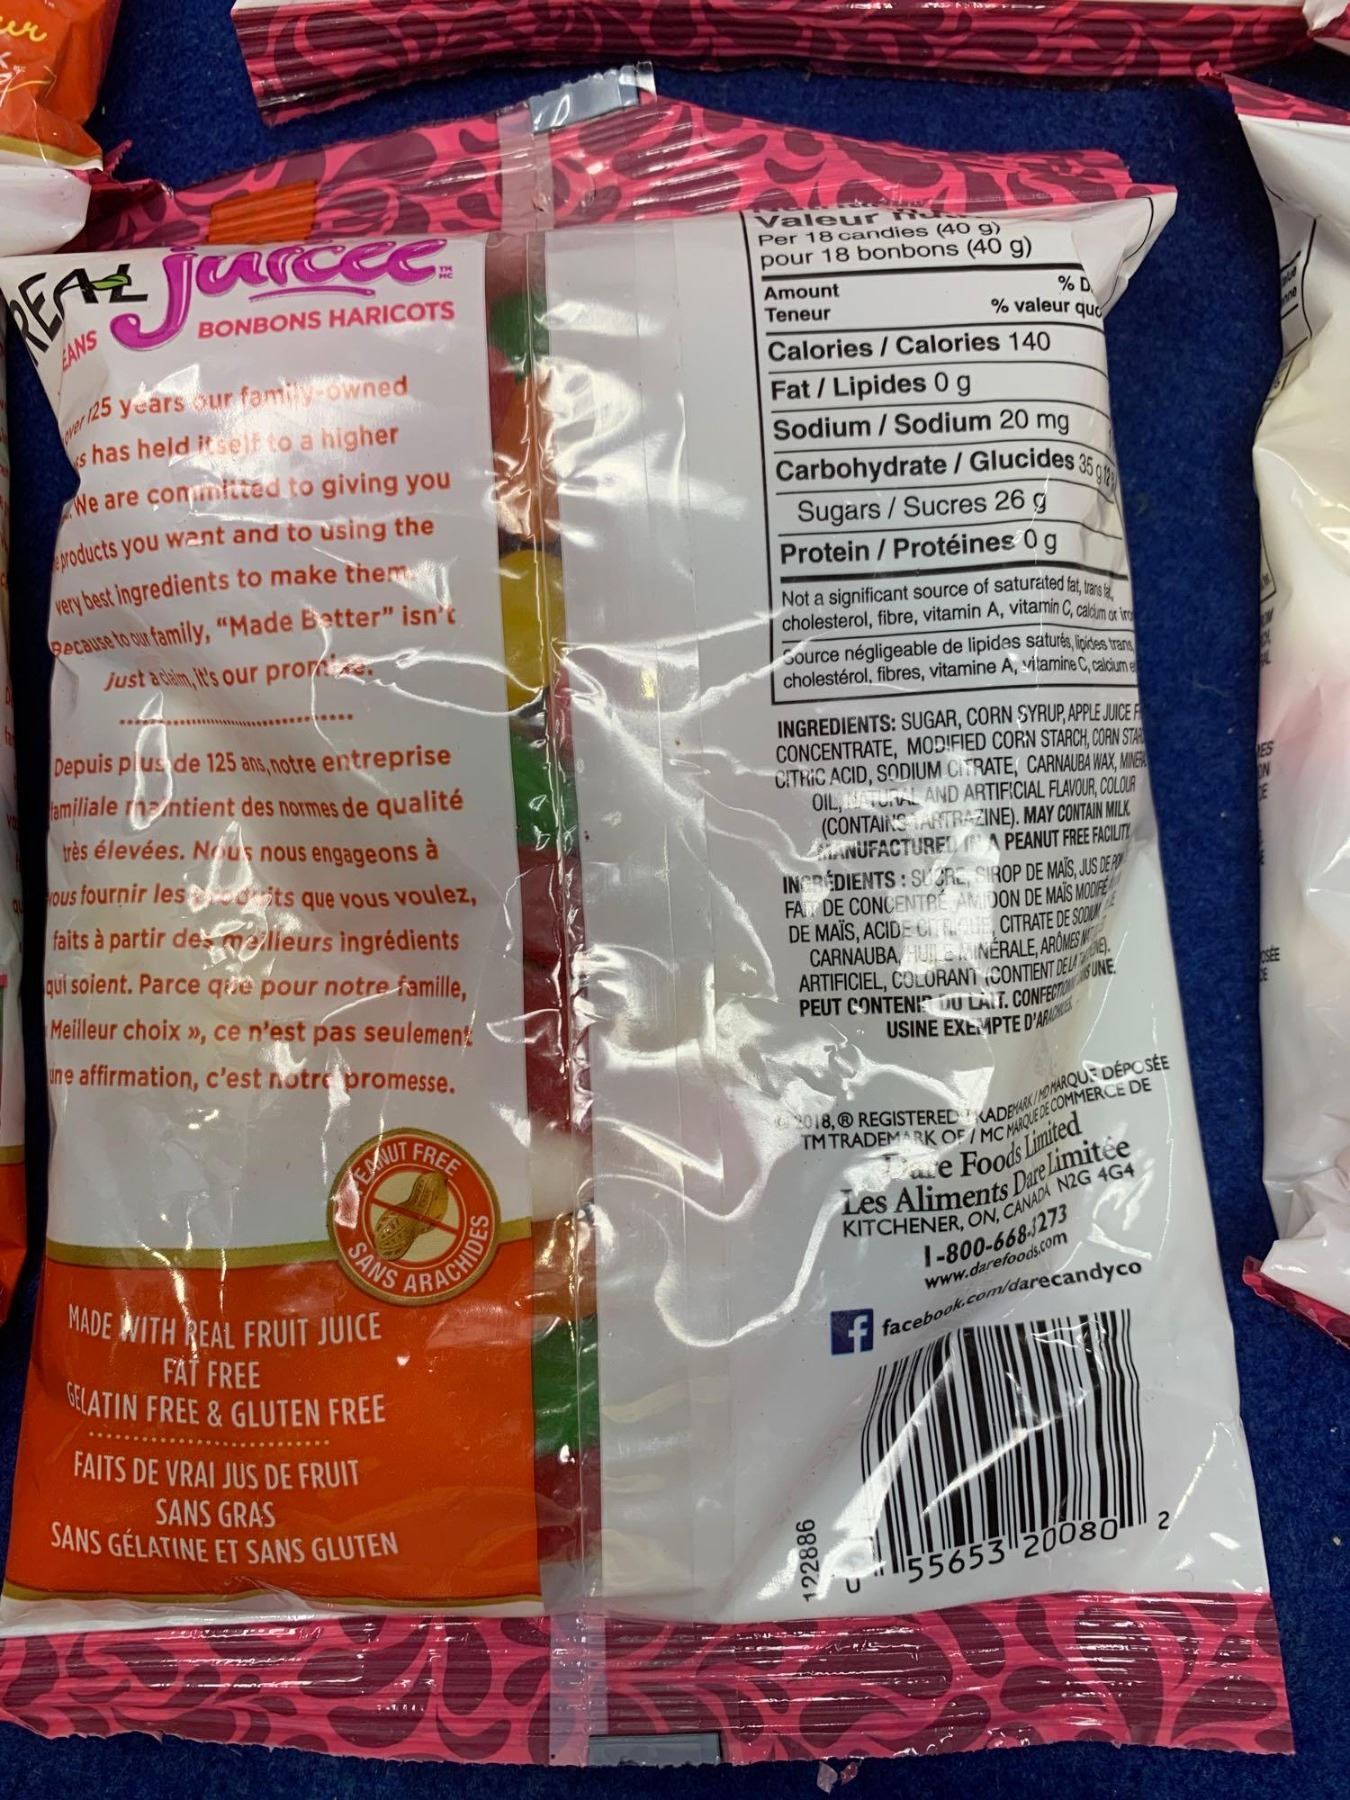 REAL juicee TM MC
BONBONS HARICOTS
125 years our family-owned
has held itself to a higher
We are committed to giving you
products you want and to using the
very best ingredients to make them.
Because to our family, “Made Better” isn’t
just a claim, it’s our promise.
Depuis plus de 125 ans, notre entreprise
familiale maintient des normes de qualité
très élevées. Nous nous engageons à
vous fournir les produits que vous voulez,
faits à partir des meilleurs ingrédients
qui soient. Parce que pour notre famille,
Meilleur choix », ce n’est pas seulement
une affirmation, c’est notre promesse.
PEANUT FREE
SANS ARACHIDES
MADE WITH REAL FRUIT JUICE
FAT FREE
GELATIN FREE & GLUTEN FREE
FAITS DE VRAI JUS DE FRUIT
SANS GRAS
SANS GÉLATINE ET SANS GLUTEN
Valeur
Per 18 candies (40 g)
pour 18 bonbons (40 g)
Amount
%
Teneur
% valeur
Calories / Calories 140
Fat / Lipides 0 g
Sodium / Sodium 20 mg
Carbohydrate / Glucides 35 g
Sugars / Sucres 26 g
Protein / Protéines 0 g
Not a significant source of saturated fat, trans fat,
cholesterol, fibre, vitamin A, vitamin C, calcium or
Source négligeable de lipides saturés, lipides trans,
cholestérol, fibres, vitamine A, vitamine C, calcium
INGREDIENTS: SUGAR, CORN SYRUP, APPLE JUICE
CONCENTRATE, MODIFIED CORN STARCH, CORN
CITRIC ACID, SODIUM CITRATE, CARNAUBA WAX,
OIL, NATURAL AND ARTIFICIAL FLAVOUR, COLOUR
(CONTAINS TARTRAZINE). MAY CONTAIN MILK.
MANUFACTURED IN A PEANUT FREE FACILITY.
INGRÉDIENTS : SUCRE, SIROP DE MAÏS, JUS DE
FAIT DE CONCENTRÉ, AMIDON DE MAÏS MODIFIÉ
DE MAÏS, ACIDE CITRIQUE, CITRATE DE SODIUM
CARNAUBA, HUILE MINÉRALE, ARÔMES
ARTIFICIEL, COLORANT (CONTIENT DE LA
PEUT CONTENIR DU LAIT. CONFECTION UNE
USINE EXEMPTE D’ARACHIDES.
© 2018, ® REGISTERED TRADEMARK / MD MARQUE DÉPOSÉE
TM TRADEMARK OF / MC MARQUE DE COMMERCE DE
Dare Foods Limited
Les Aliments Dare Limitée
KITCHENER, ON, CANADA N2G 4G4
1-800-668-3273
www.darefoods.com
facebook.com/darecandyco
122886
0 55653 20080 2